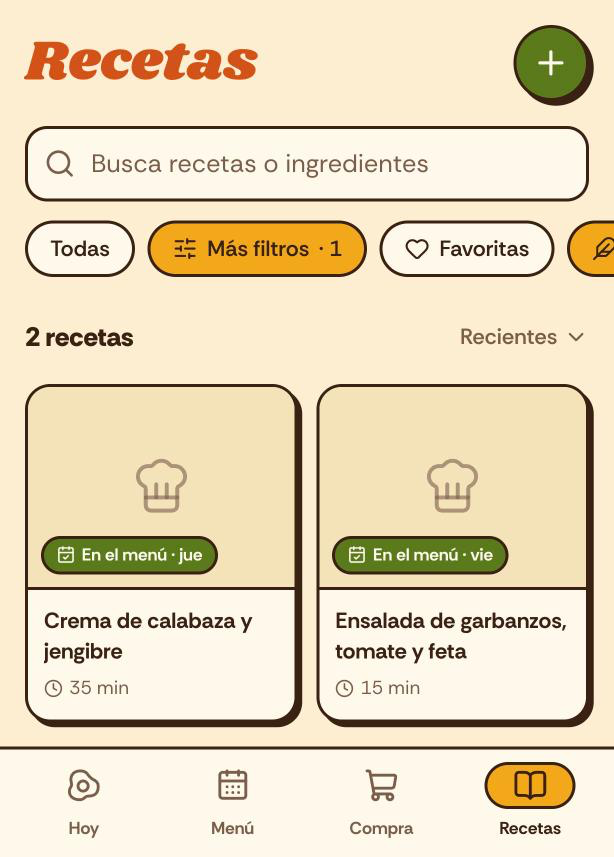 Recetas
Busca recetas o ingredientes
Todas
Más filtros · 1
Favoritas
2 recetas
Recientes
En el menú · jue
En el menú · vie
Crema de calabaza y
jengibre
35 min
Ensalada de garbanzos,
tomate y feta
15 min
Hoy
Menú
Compra
Recetas